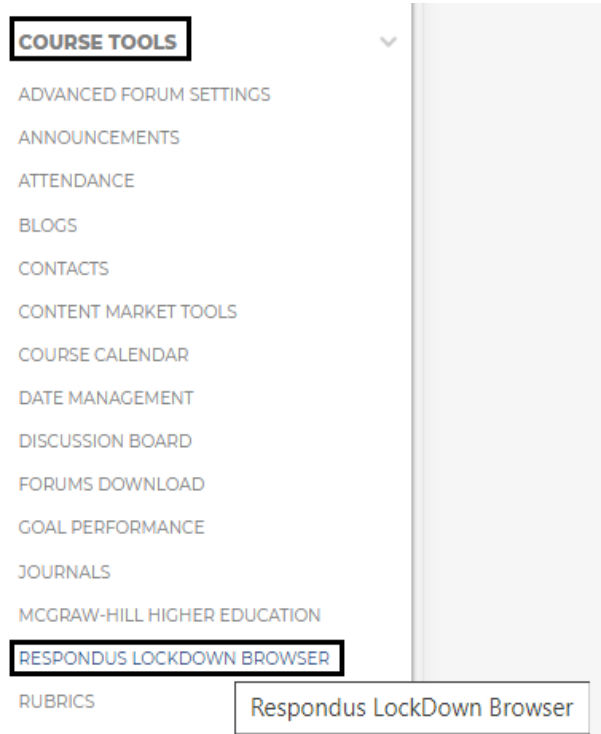 COURSE TOOLS
ADVANCED FORUM SETTINGS
ANNOUNCEMENTS
ATTENDANCE
BLOGS
CONTACTS
CONTENT MARKET TOOLS
COURSE CALENDAR
DATE MANAGEMENT
DISCUSSION BOARD
FORUMS DOWNLOAD
GOAL PERFORMANCE
JOURNALS
MCGRAW-HILL HIGHER EDUCATION
RESPONDUS LOCKDOWN BROWSER
RUBRICS
Respondus LockDown Browser